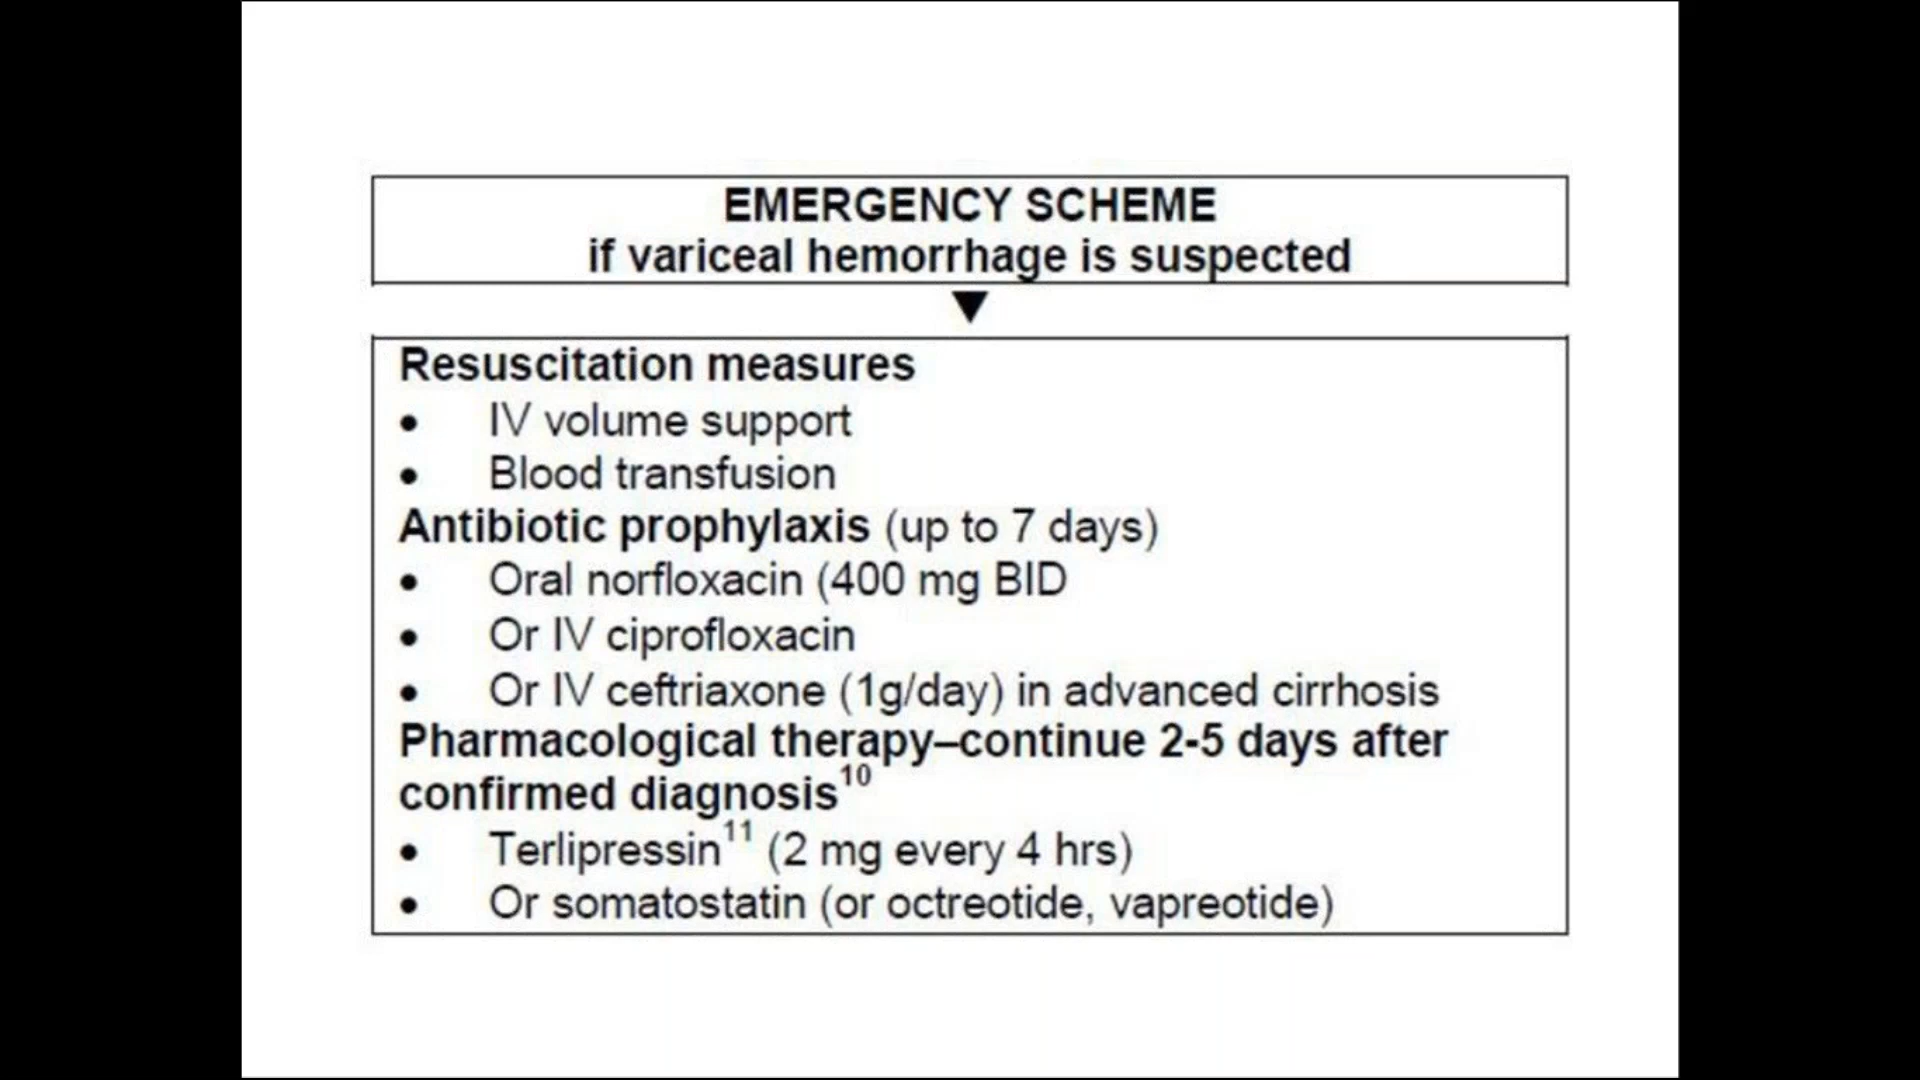 EMERGENCY SCHEME
if variceal hemorrhage is suspected
Resuscitation measures
• IV volume support
• Blood transfusion
Antibiotic prophylaxis (up to 7 days)
• Oral norfloxacin (400 mg BID
• Or IV ciprofloxacin
• Or IV ceftriaxone (1g/day) in advanced cirrhosis
Pharmacological therapy–continue 2-5 days after
confirmed diagnosis10
• Terlipressin11 (2 mg every 4 hrs)
• Or somatostatin (or octreotide, vapreotide)